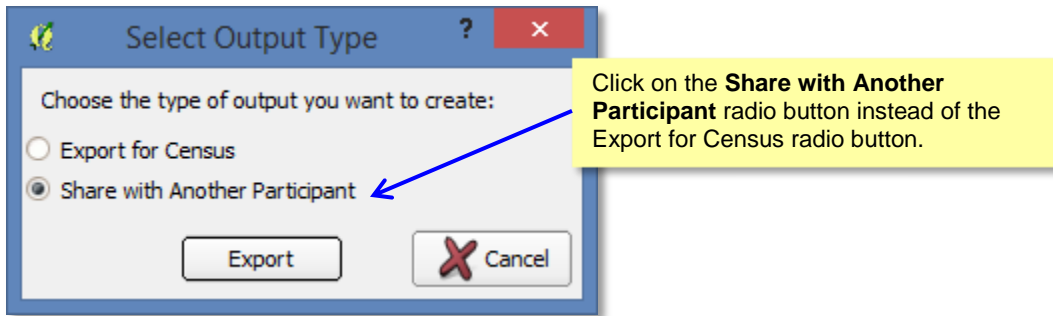 Select Output Type
?
×
Choose the type of output you want to create:
Export for Census
Share with Another Participant
Export
Cancel
Click on the Share with Another
Participant radio button instead of the
Export for Census radio button.